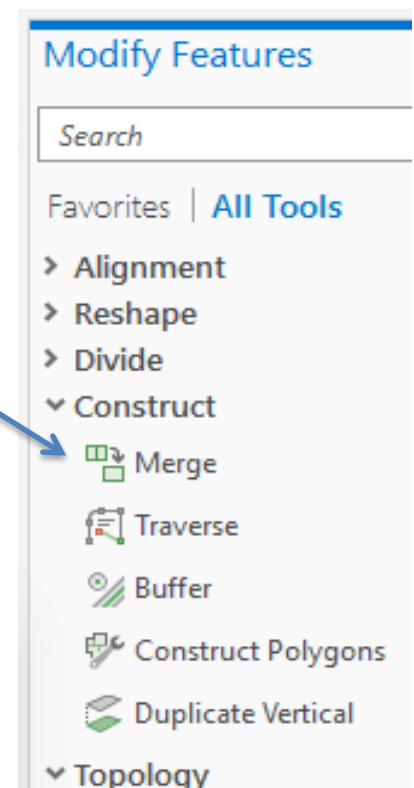 Modify Features
Search
Favorites | All Tools
Alignment
Reshape
Divide
Construct
Merge
Traverse
Buffer
Construct Polygons
Duplicate Vertical
Topology